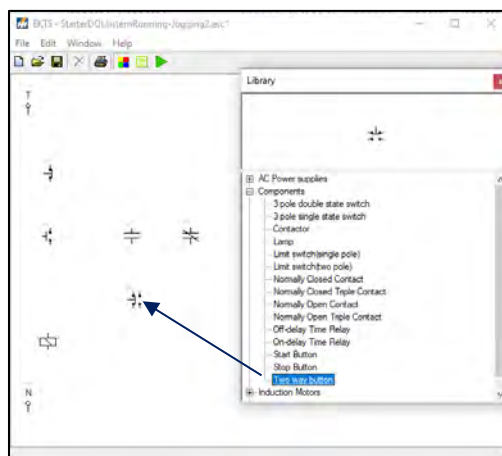 EKTS - StarterDOLIntermRunning-Jogging2.asc*
File Edit Window Help
Library
T
AC Power supplies
Components
3 pole double state switch
3 pole single state switch
Contactor
Lamp
Limit switch(single pole)
Limit switch(two pole)
Normally Closed Contact
Normally Closed Triple Contact
Normally Open Contact
Normally Open Triple Contact
Off-delay Time Relay
On-delay Time Relay
Start Button
Stop Button
Two way button
Induction Motors
N